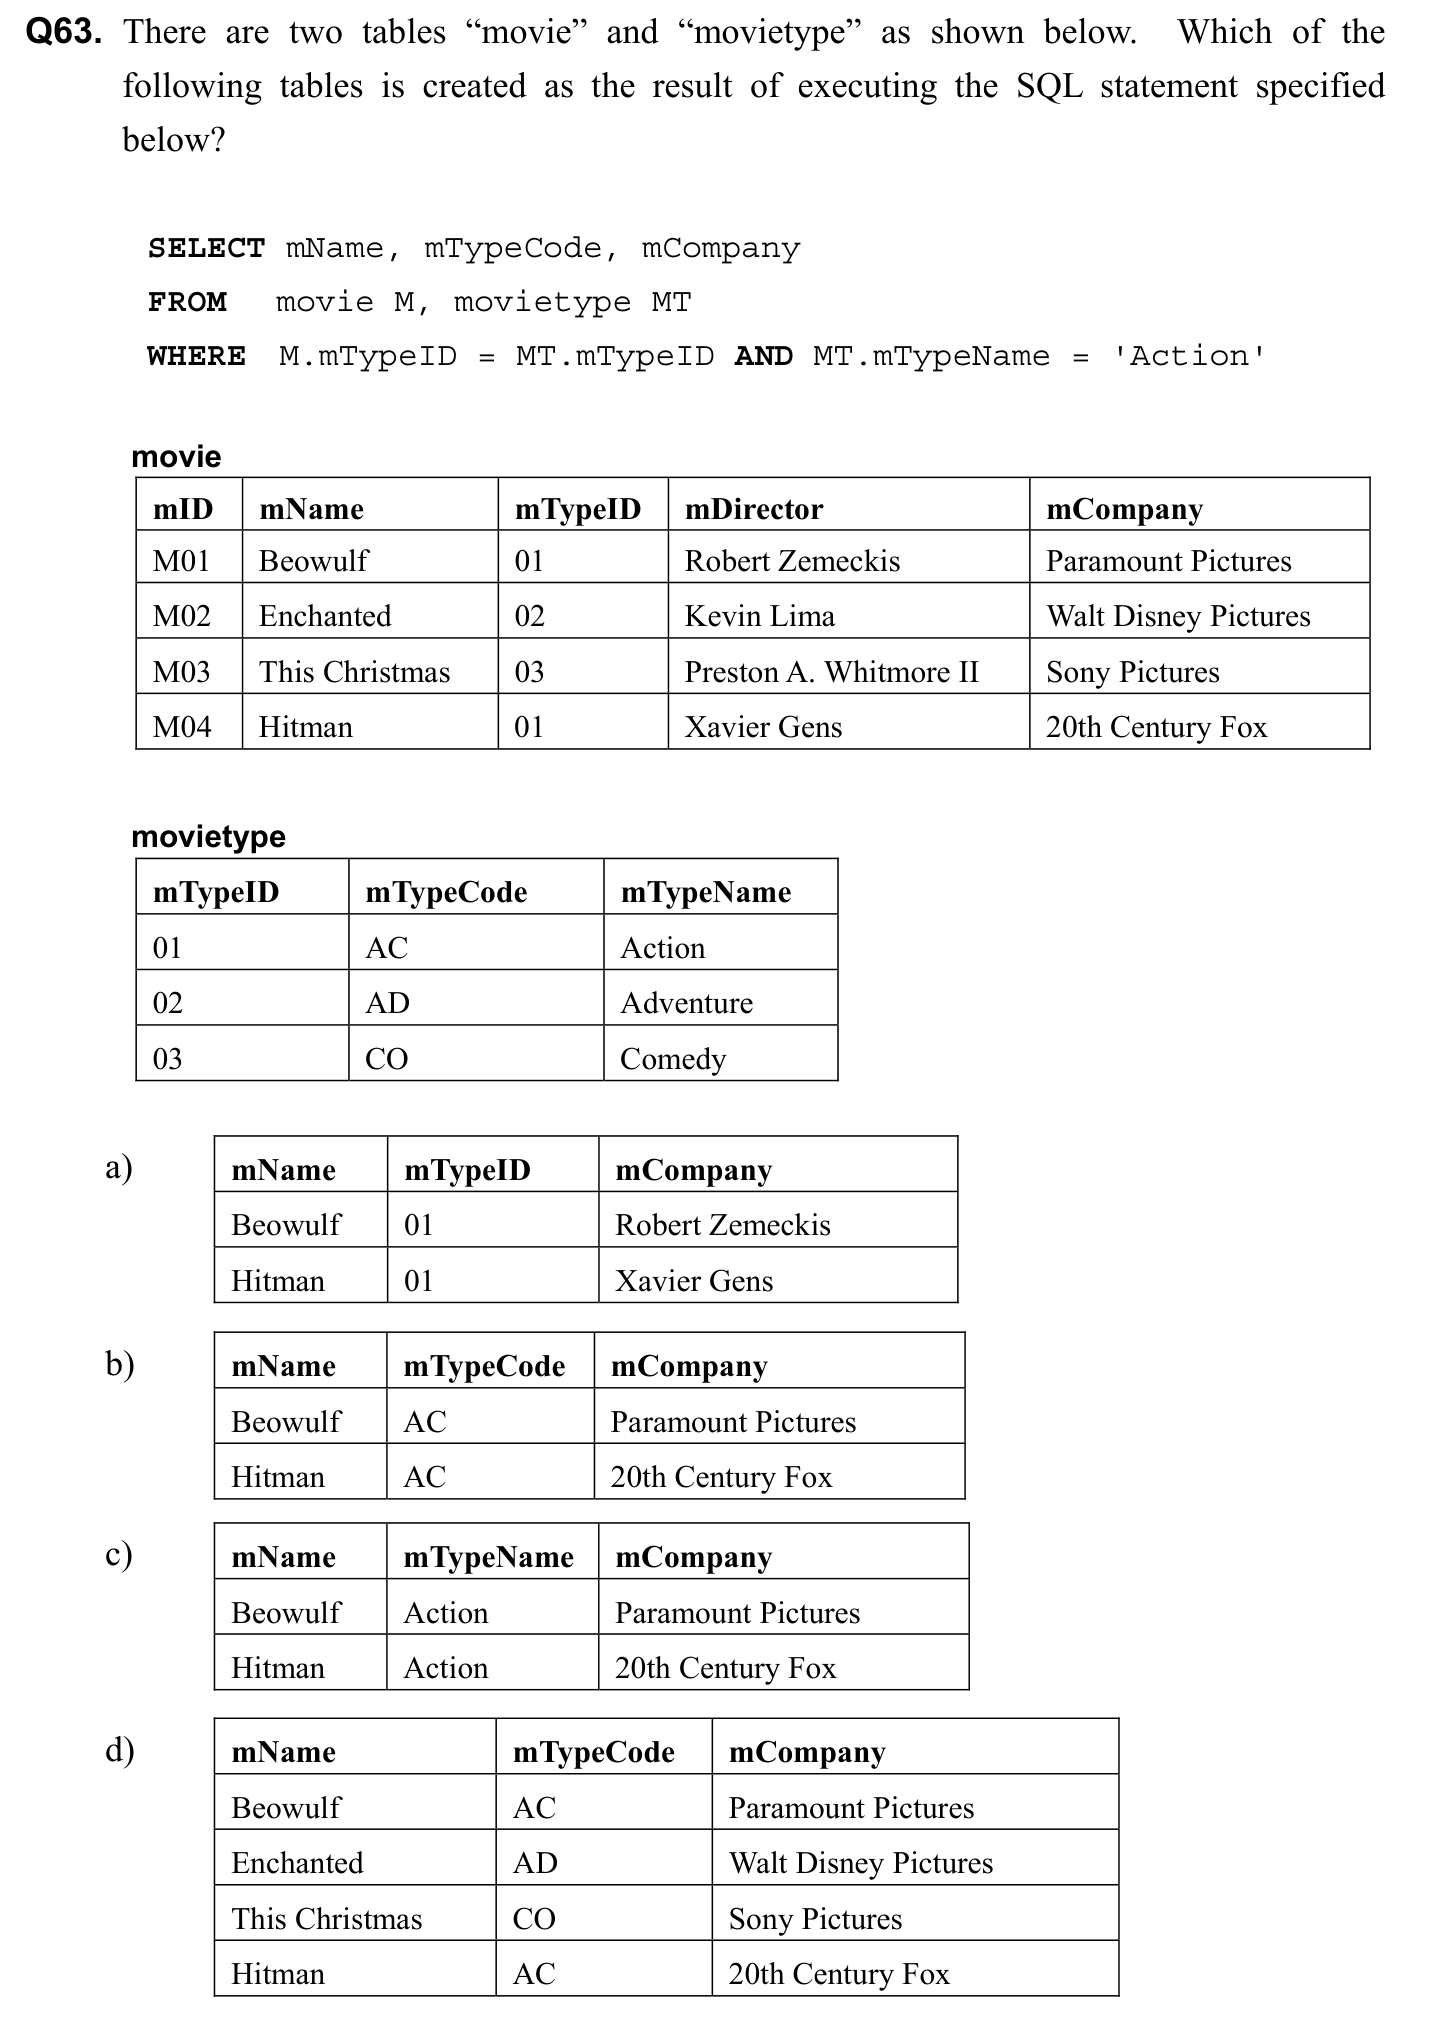 Q63. There are two tables “movie” and “movietype” as shown below. Which of the
following tables is created as the result of executing the SQL statement specified
below?
SELECT mName, mTypeCode, mCompany
FROM movie M, movietype MT
WHERE M.mTypeID = MT.mTypeID AND MT.mTypeName = 'Action'
movie
mID mName mTypeID mDirector mCompany
M01 Beowulf 01 Robert Zemeckis Paramount Pictures
M02 Enchanted 02 Kevin Lima Walt Disney Pictures
M03 This Christmas 03 Preston A. Whitmore II Sony Pictures
M04 Hitman 01 Xavier Gens 20th Century Fox
movietype
mTypeID mTypeCode mTypeName
01 AC Action
02 AD Adventure
03 CO Comedy
a) mName mTypeID mCompany
Beowulf 01 Robert Zemeckis
Hitman 01 Xavier Gens
b) mName mTypeCode mCompany
Beowulf AC Paramount Pictures
Hitman AC 20th Century Fox
c) mName mTypeName mCompany
Beowulf Action Paramount Pictures
Hitman Action 20th Century Fox
d) mName mTypeCode mCompany
Beowulf AC Paramount Pictures
Enchanted AD Walt Disney Pictures
This Christmas CO Sony Pictures
Hitman AC 20th Century Fox